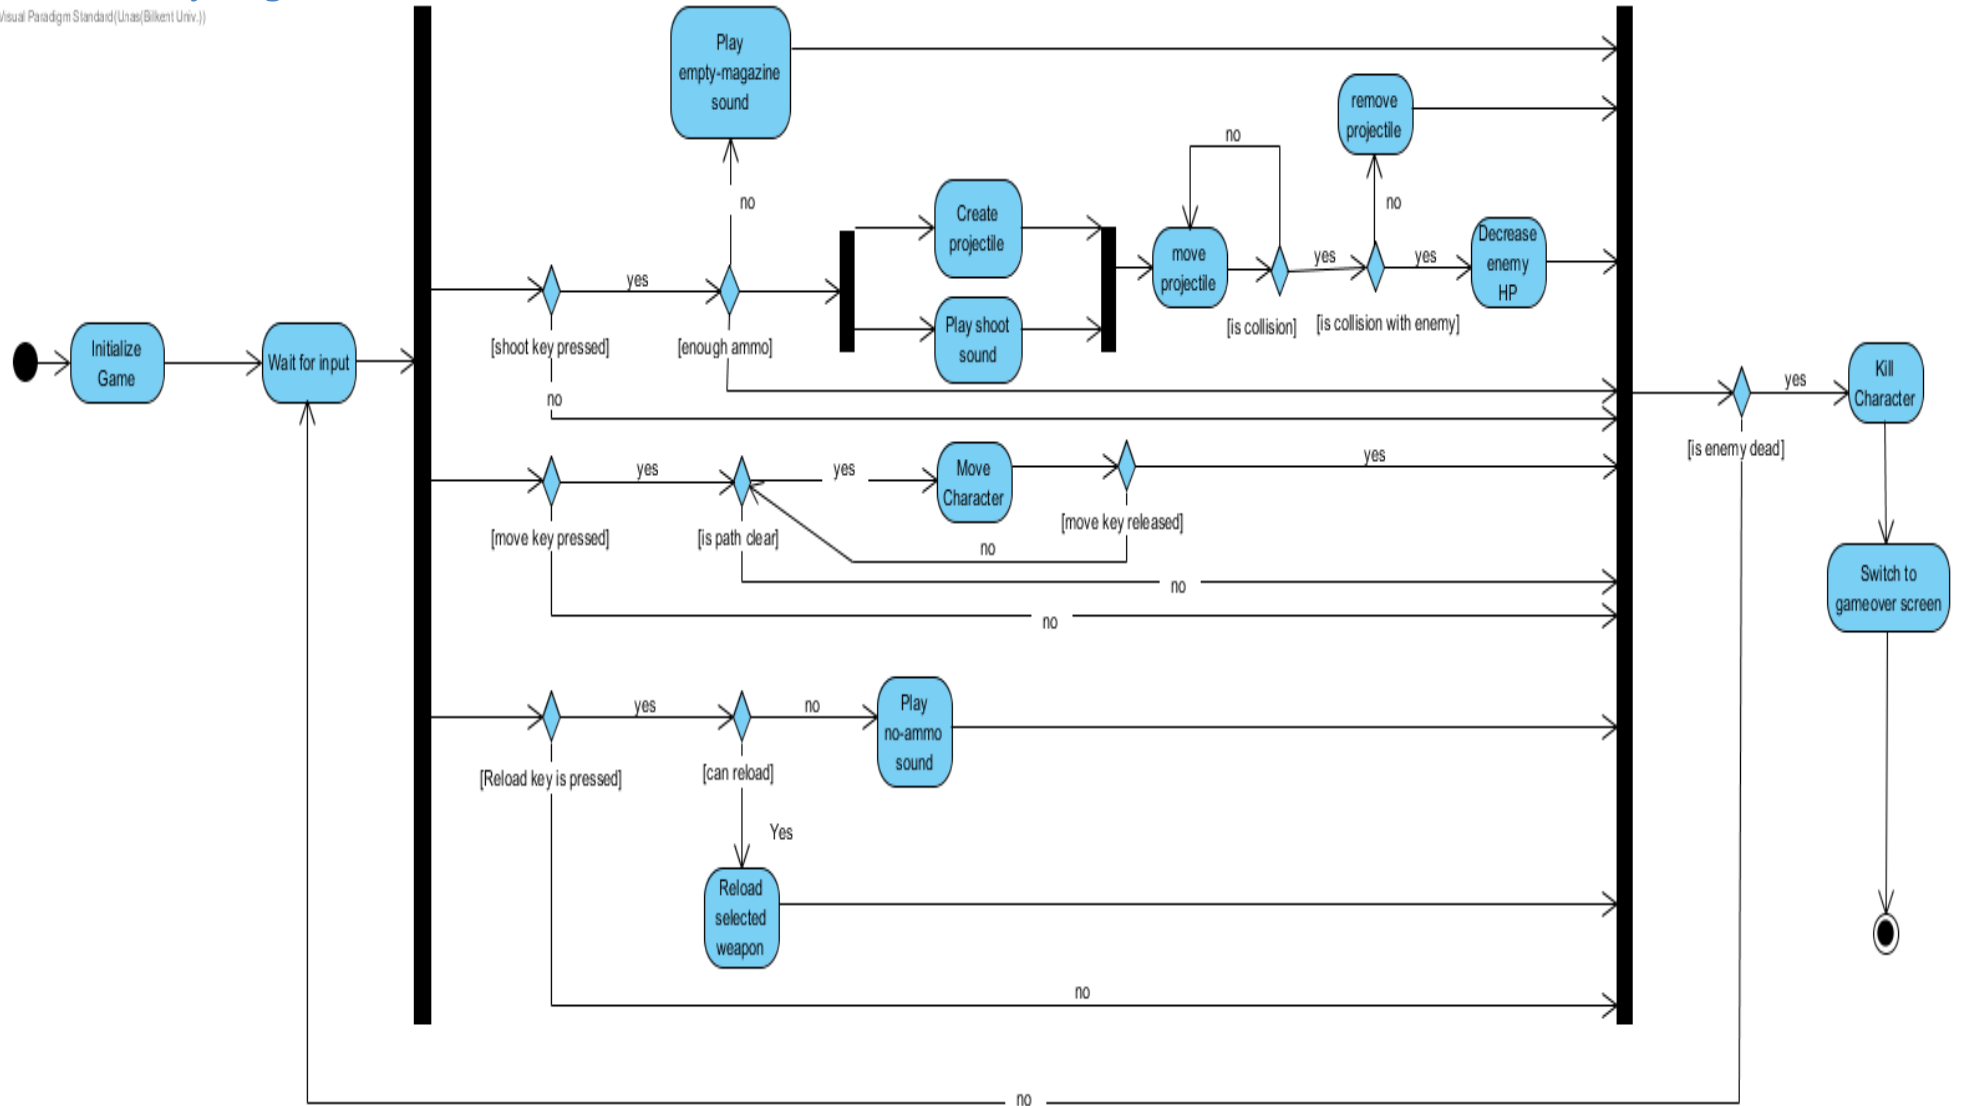 Visual Paradigm Standard(Unas(Bilkent Univ.))
Play
empty-magazine
sound
remove
projectile
no
no
no
Create
projectile
move
projectile
Decrease
enemy
HP
yes
yes
yes
Play shoot
sound
[is collision]
[is collision with enemy]
[shoot key pressed]
[enough ammo]
Initialize
Game
Wait for input
no
Kill
Character
yes
[is enemy dead]
yes
yes
Move
Character
yes
[move key pressed]
[is path clear]
[move key released]
no
no
no
Switch to
gameover screen
yes
no
Play
no-ammo
sound
[Reload key is pressed]
[can reload]
Yes
Reload
selected
weapon
no
no